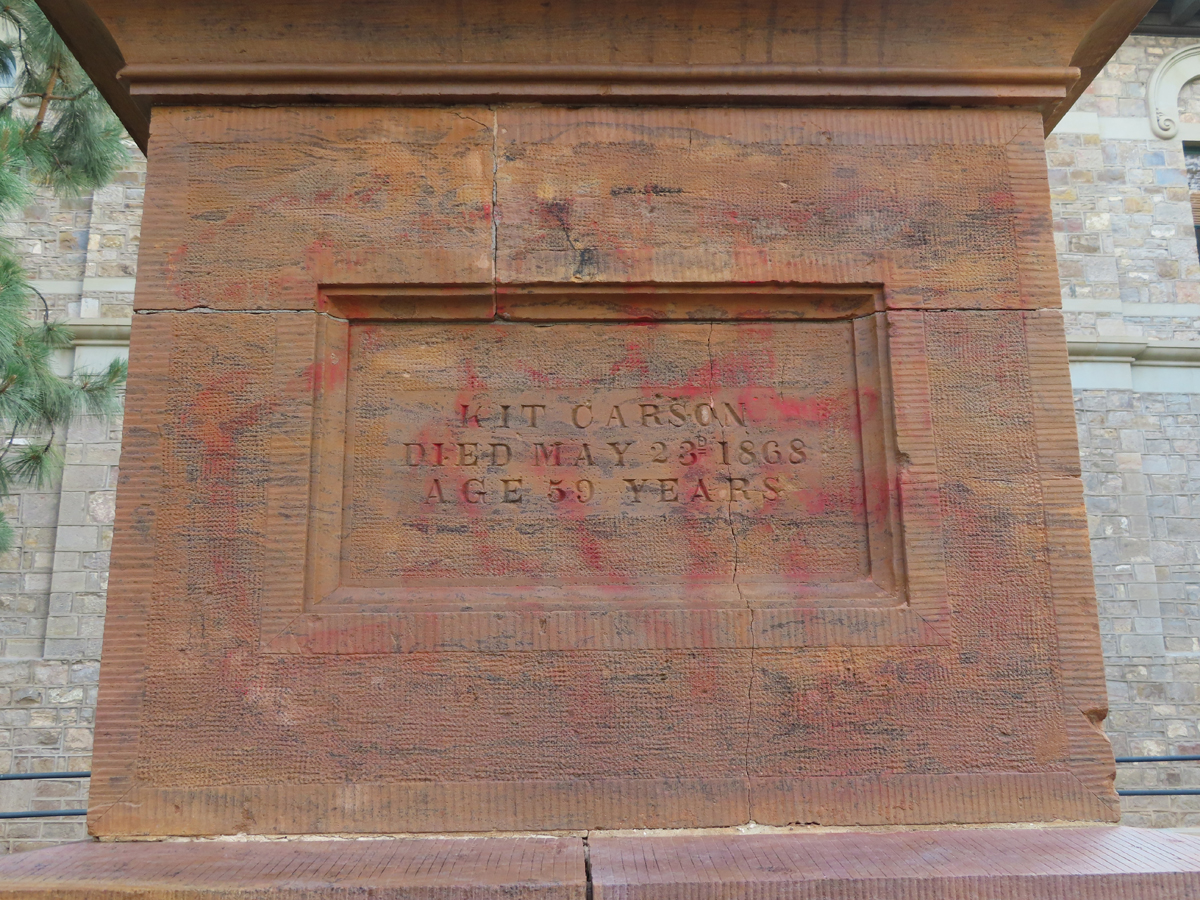 KIT CARSON
DIED MAY 23ᴰ 1868
AGE 59 YEARS